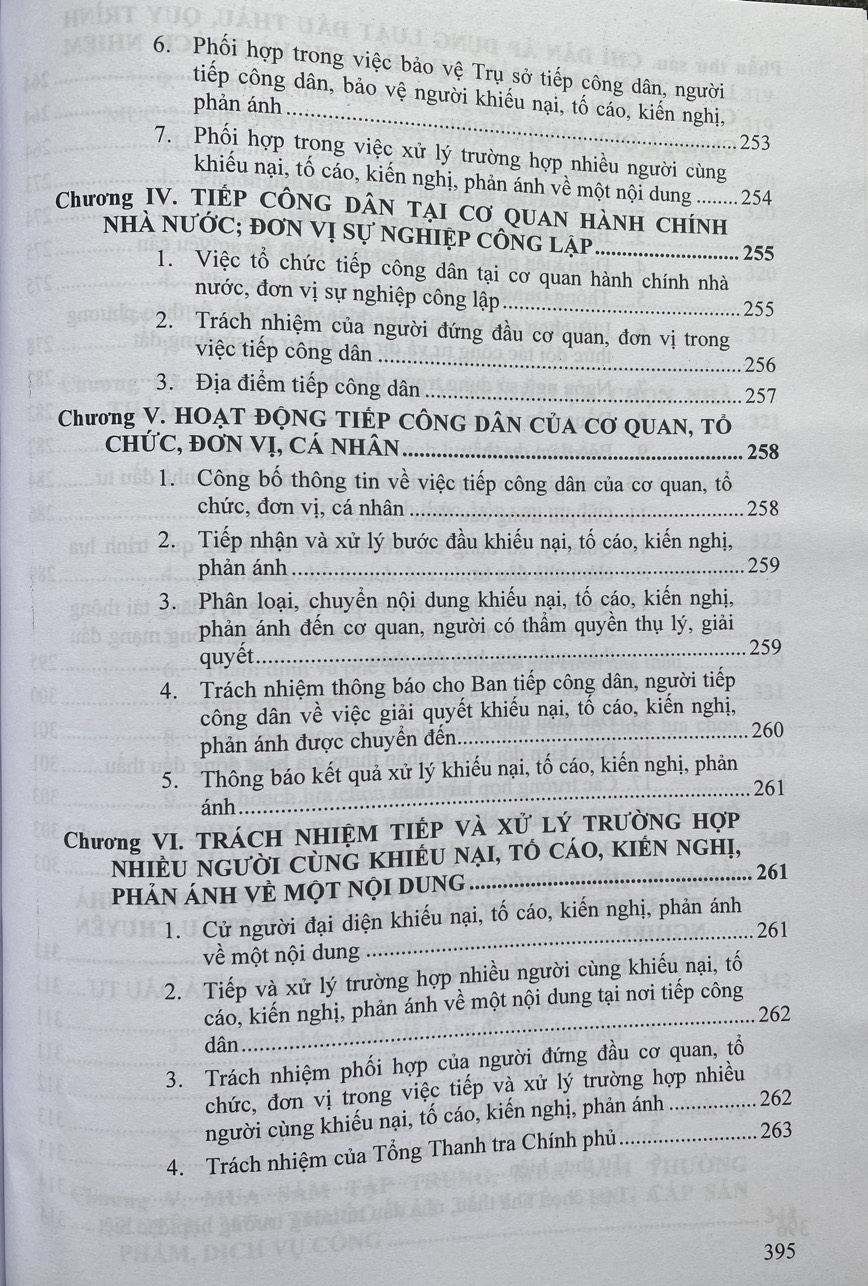 6. Phối hợp trong việc bảo vệ Trụ sở tiếp công dân, người
tiếp công dân, bảo vệ người khiếu nại, tố cáo, kiến nghị,
phản ánh ........ 253
7. Phối hợp trong việc xử lý trường hợp nhiều người cùng
khiếu nại, tố cáo, kiến nghị, phản ánh về một nội dung ........ 254
Chương IV. TIẾP CÔNG DÂN TẠI CƠ QUAN HÀNH CHÍNH
NHÀ NƯỚC; ĐƠN VỊ SỰ NGHIỆP CÔNG LẬP ........ 255
1. Việc tổ chức tiếp công dân tại cơ quan hành chính nhà
nước, đơn vị sự nghiệp công lập ........ 255
2. Trách nhiệm của người đứng đầu cơ quan, đơn vị trong
việc tiếp công dân ........ 256
3. Địa điểm tiếp công dân ........ 257
Chương V. HOẠT ĐỘNG TIẾP CÔNG DÂN CỦA CƠ QUAN, TỔ
CHỨC, ĐƠN VỊ, CÁ NHÂN ........ 258
1. Công bố thông tin về việc tiếp công dân của cơ quan, tổ
chức, đơn vị, cá nhân ........ 258
2. Tiếp nhận và xử lý bước đầu khiếu nại, tố cáo, kiến nghị,
phản ánh ........ 259
3. Phân loại, chuyển nội dung khiếu nại, tố cáo, kiến nghị,
phản ánh đến cơ quan, người có thẩm quyền thụ lý, giải
quyết ........ 259
4. Trách nhiệm thông báo cho Ban tiếp công dân, người tiếp
công dân về việc giải quyết khiếu nại, tố cáo, kiến nghị,
phản ánh được chuyển đến ........ 260
5. Thông báo kết quả xử lý khiếu nại, tố cáo, kiến nghị, phản
ánh ........ 261
Chương VI. TRÁCH NHIỆM TIẾP VÀ XỬ LÝ TRƯỜNG HỢP
NHIỀU NGƯỜI CÙNG KHIẾU NẠI, TỐ CÁO, KIẾN NGHỊ,
PHẢN ÁNH VỀ MỘT NỘI DUNG ........ 261
1. Cử người đại diện khiếu nại, tố cáo, kiến nghị, phản ánh
về một nội dung ........ 261
2. Tiếp và xử lý trường hợp nhiều người cùng khiếu nại, tố
cáo, kiến nghị, phản ánh về một nội dung tại nơi tiếp công
dân ........ 262
3. Trách nhiệm phối hợp của người đứng đầu cơ quan, tổ
chức, đơn vị trong việc tiếp và xử lý trường hợp nhiều
người cùng khiếu nại, tố cáo, kiến nghị, phản ánh ........ 262
4. Trách nhiệm của Tổng Thanh tra Chính phủ ........ 263
395